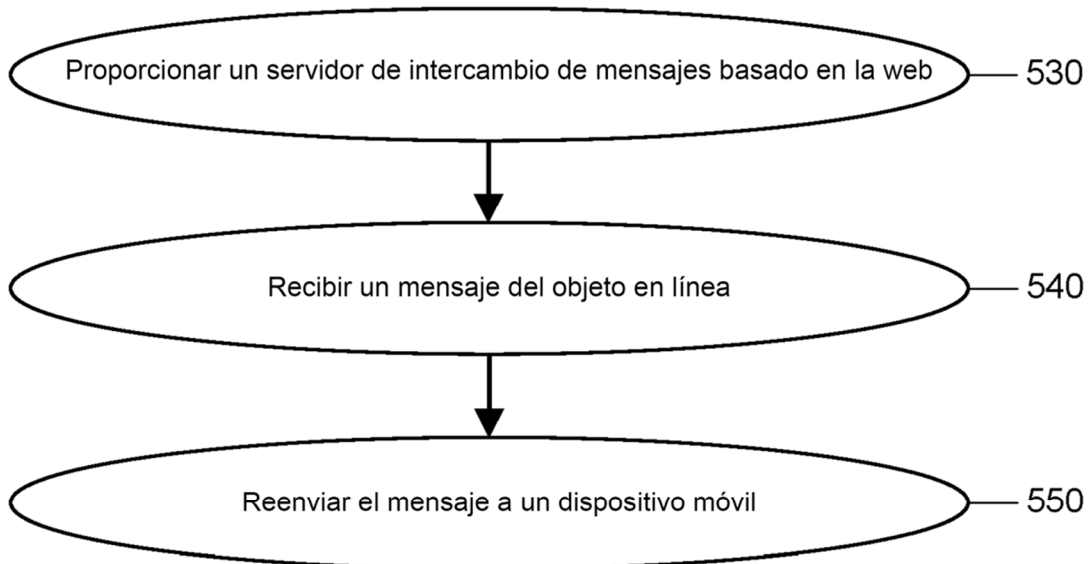 Proporcionar un servidor de intercambio de mensajes basado en la web 530
Recibir un mensaje del objeto en línea 540
Reenviar el mensaje a un dispositivo móvil 550